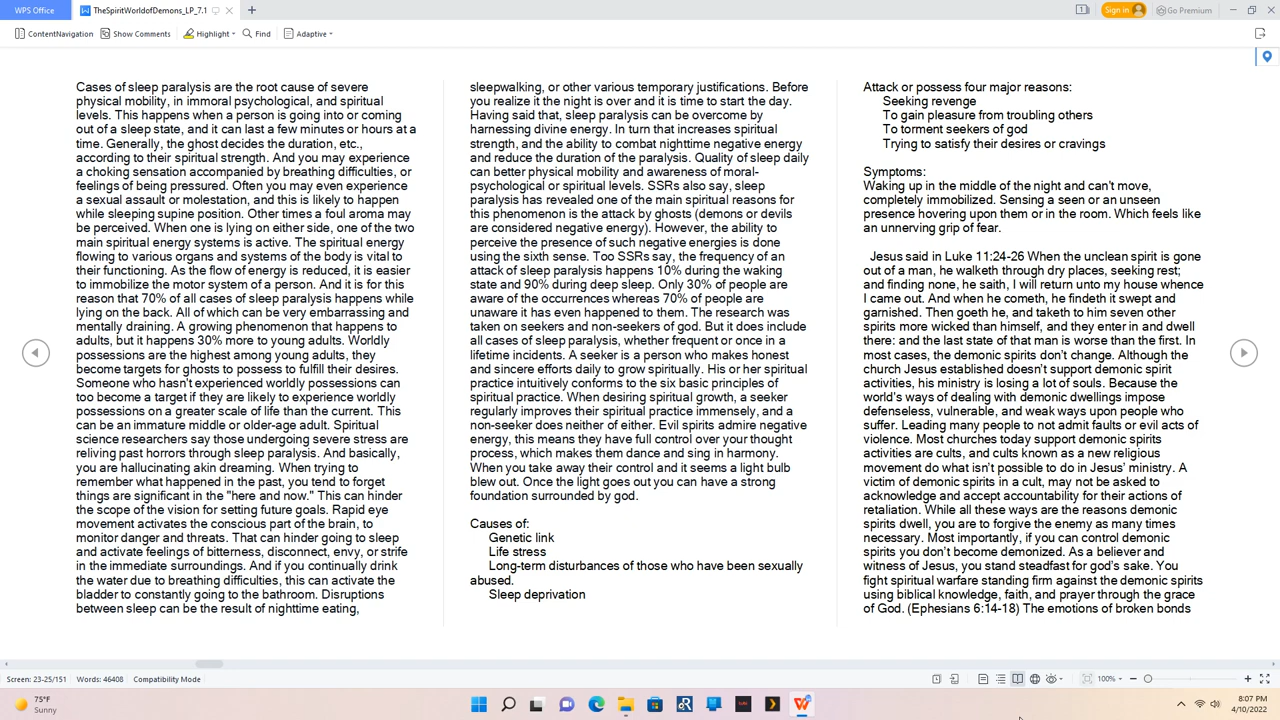 WPS Office
TheSpiritWorldofDemons_LP_7.1
Sign in
Go Premium
ContentNavigation
Show Comments
Highlight
Find
Adaptive
Cases of sleep paralysis are the root cause of severe
physical mobility, in immoral psychological, and spiritual
levels. This happens when a person is going into or coming
out of a sleep state, and it can last a few minutes or hours at a
time. Generally, the ghost decides the duration, etc.,
according to their spiritual strength. And you may experience
a choking sensation accompanied by breathing difficulties, or
feelings of being pressured. Often you may even experience
a sexual assault or molestation, and this is likely to happen
while sleeping supine position. Other times a foul aroma may
be perceived. When one is lying on either side, one of the two
main spiritual energy systems is active. The spiritual energy
flowing to various organs and systems of the body is vital to
their functioning. As the flow of energy is reduced, it is easier
to immobilize the motor system of a person. And it is for this
reason that 70% of all cases of sleep paralysis happens while
lying on the back. All of which can be very embarrassing and
mentally draining. A growing phenomenon that happens to
adults, but it happens 30% more to young adults. Worldly
possessions are the highest among young adults, they
become targets for ghosts to possess to fulfill their desires.
Someone who hasn't experienced worldly possessions can
too become a target if they are likely to experience worldly
possessions on a greater scale of life than the current. This
can be an immature middle or older-age adult. Spiritual
science researchers say those undergoing severe stress are
reliving past horrors through sleep paralysis. And basically,
you are hallucinating akin dreaming. When trying to
remember what happened in the past, you tend to forget
things are significant in the "here and now." This can hinder
the scope of the vision for setting future goals. Rapid eye
movement activates the conscious part of the brain, to
monitor danger and threats. That can hinder going to sleep
and activate feelings of bitterness, disconnect, envy, or strife
in the immediate surroundings. And if you continually drink
the water due to breathing difficulties, this can activate the
bladder to constantly going to the bathroom. Disruptions
between sleep can be the result of nighttime eating,
sleepwalking, or other various temporary justifications. Before
you realize it the night is over and it is time to start the day.
Having said that, sleep paralysis can be overcome by
harnessing divine energy. In turn that increases spiritual
strength, and the ability to combat nighttime negative energy
and reduce the duration of the paralysis. Quality of sleep daily
can better physical mobility and awareness of moral-
psychological or spiritual levels. SSRs also say, sleep
paralysis has revealed one of the main spiritual reasons for
this phenomenon is the attack by ghosts (demons or devils
are considered negative energy). However, the ability to
perceive the presence of such negative energies is done
using the sixth sense. Too SSRs say, the frequency of an
attack of sleep paralysis happens 10% during the waking
state and 90% during deep sleep. Only 30% of people are
aware of the occurrences whereas 70% of people are
unaware it has even happened to them. The research was
taken on seekers and non-seekers of god. But it does include
all cases of sleep paralysis, whether frequent or once in a
lifetime incidents. A seeker is a person who makes honest
and sincere efforts daily to grow spiritually. His or her spiritual
practice intuitively conforms to the six basic principles of
spiritual practice. When desiring spiritual growth, a seeker
regularly improves their spiritual practice immensely, and a
non-seeker does neither of either. Evil spirits admire negative
energy, this means they have full control over your thought
process, which makes them dance and sing in harmony.
When you take away their control and it seems a light bulb
blew out. Once the light goes out you can have a strong
foundation surrounded by god.
Causes of:
Genetic link
Life stress
Long-term disturbances of those who have been sexually
abused.
Sleep deprivation
Attack or possess four major reasons:
Seeking revenge
To gain pleasure from troubling others
To torment seekers of god
Trying to satisfy their desires or cravings
Symptoms:
Waking up in the middle of the night and can't move,
completely immobilized. Sensing a seen or an unseen
presence hovering upon them or in the room. Which feels like
an unnerving grip of fear.
Jesus said in Luke 11:24-26 When the unclean spirit is gone
out of a man, he walketh through dry places, seeking rest;
and finding none, he saith, I will return unto my house whence
I came out. And when he cometh, he findeth it swept and
garnished. Then goeth he, and taketh to him seven other
spirits more wicked than himself, and they enter in and dwell
there: and the last state of that man is worse than the first. In
most cases, the demonic spirits don't change. Although the
church Jesus established doesn't support demonic spirit
activities, his ministry is losing a lot of souls. Because the
world's ways of dealing with demonic dwellings impose
defenseless, vulnerable, and weak ways upon people who
suffer. Leading many people to not admit faults or evil acts of
violence. Most churches today support demonic spirits
activities are cults, and cults known as a new religious
movement do what isn't possible to do in Jesus' ministry. A
victim of demonic spirits in a cult, may not be asked to
acknowledge and accept accountability for their actions of
retaliation. While all these ways are the reasons demonic
spirits dwell, you are to forgive the enemy as many times
necessary. Most importantly, if you can control demonic
spirits you don't become demonized. As a believer and
witness of Jesus, you stand steadfast for god's sake. You
fight spiritual warfare standing firm against the demonic spirits
using biblical knowledge, faith, and prayer through the grace
of God. (Ephesians 6:14-18) The emotions of broken bonds
Screen: 23-25/151
Words: 46408
Compatibility Mode
100%
75°F
Sunny
8:07 PM
4/10/2022